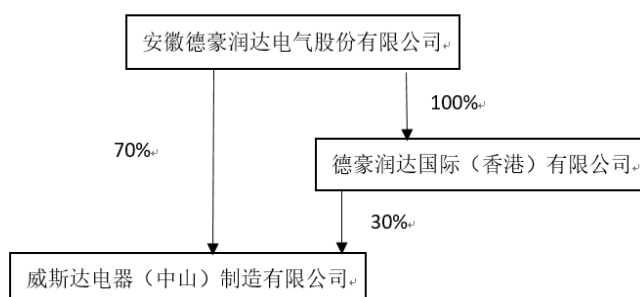 安徽德豪润达电气股份有限公司
100%
70%
德豪润达国际（香港）有限公司
30%
威斯达电器（中山）制造有限公司